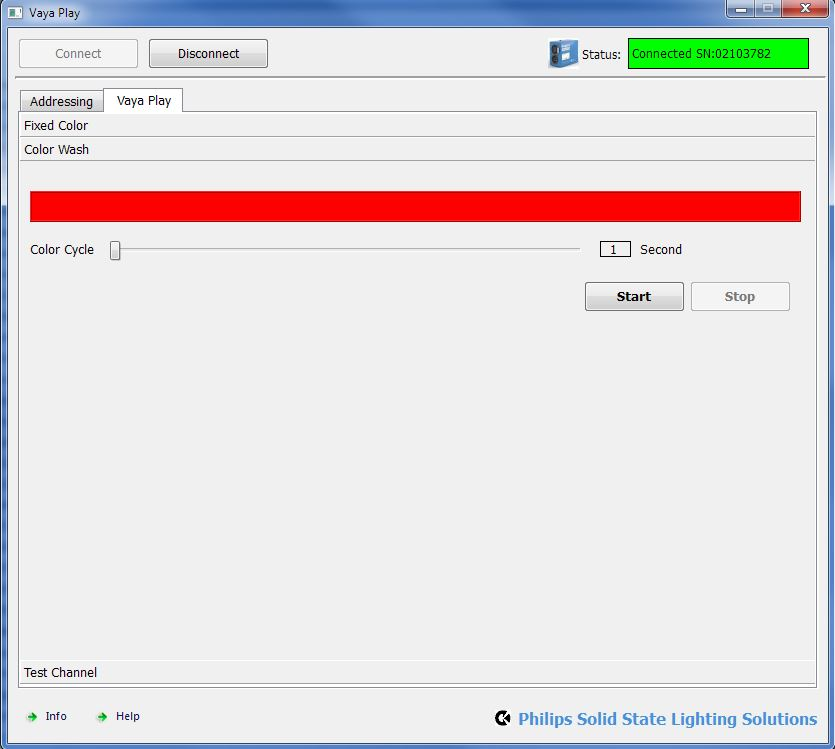 Vaya Play
Connect Disconnect Status: Connected SN:02103782
Addressing Vaya Play
Fixed Color
Color Wash
Color Cycle 1 Second
Start Stop
Test Channel
Info Help Philips Solid State Lighting Solutions